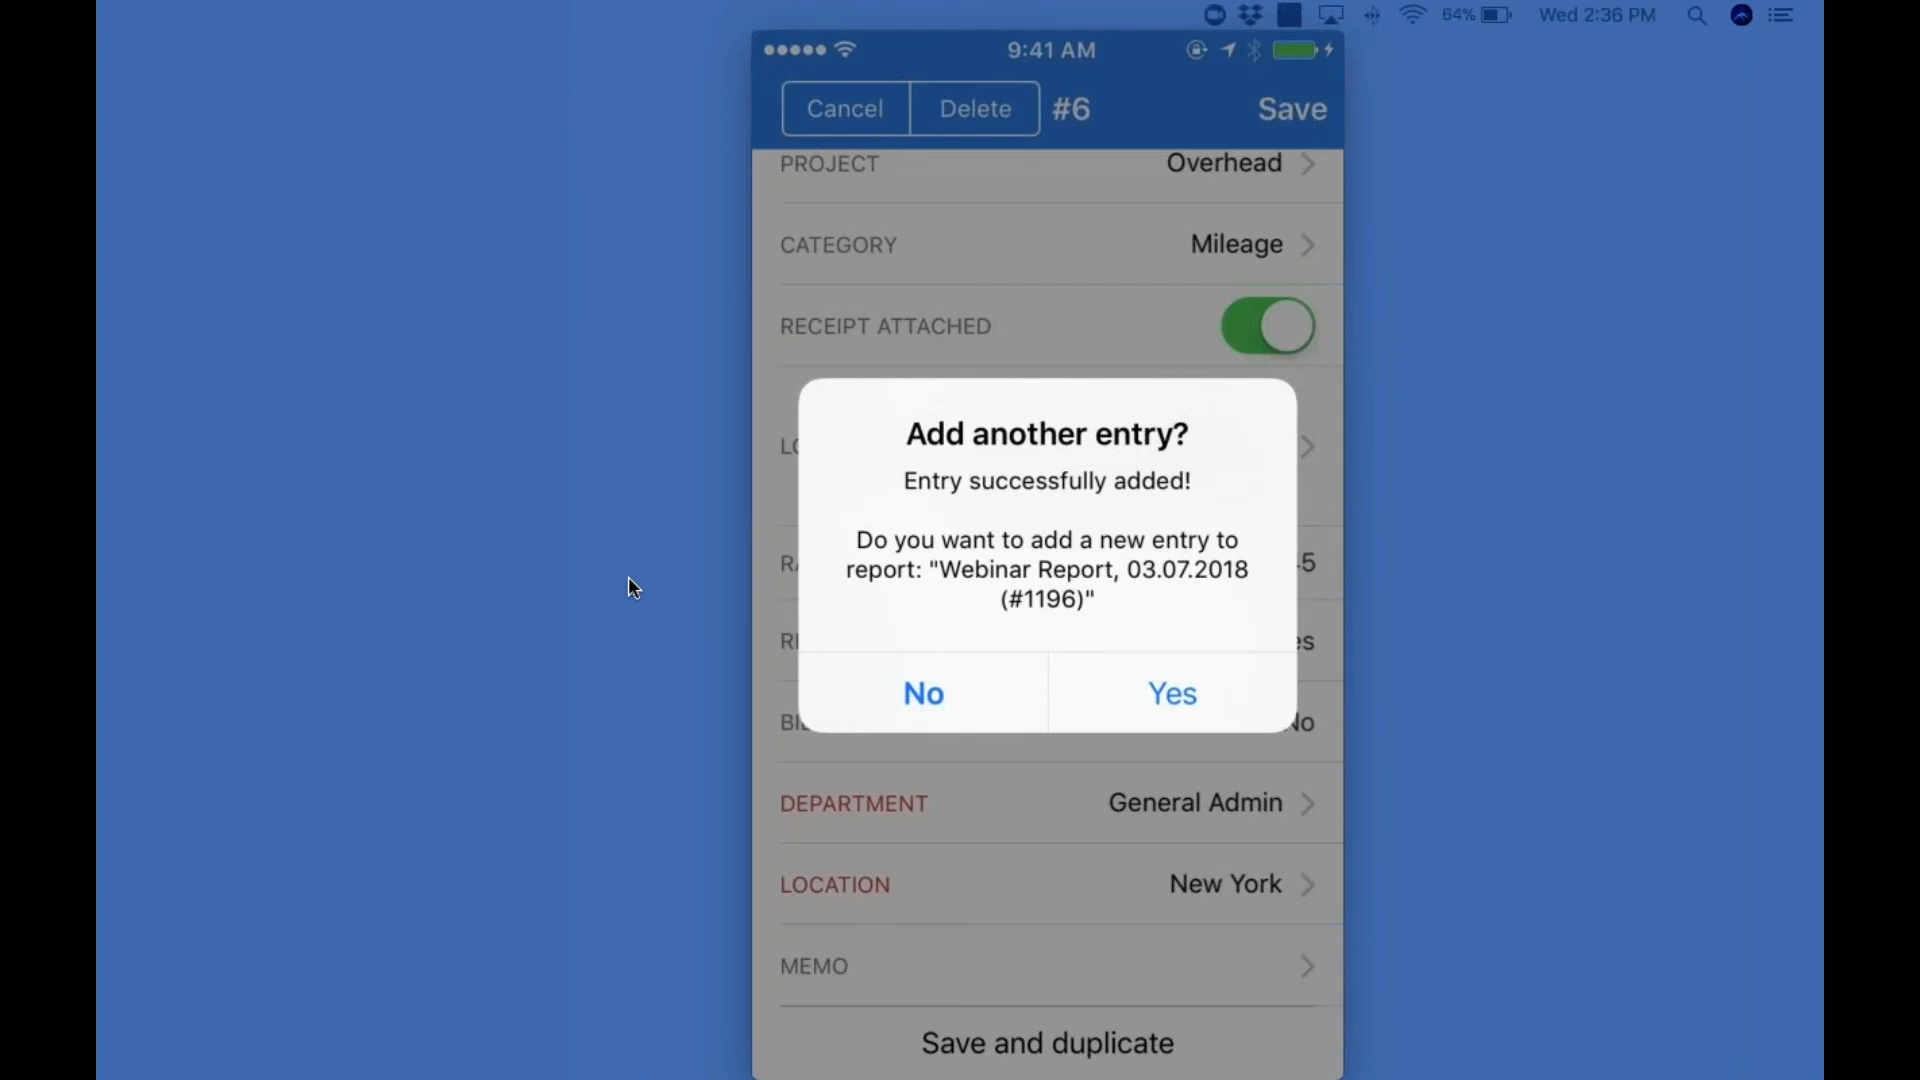 64% Wed 2:36 PM
9:41 AM
Cancel Delete #6 Save
PROJECT Overhead
CATEGORY Mileage
RECEIPT ATTACHED
Add another entry?
Entry successfully added!
Do you want to add a new entry to
report: "Webinar Report, 03.07.2018
(#1196)"
No Yes
DEPARTMENT General Admin
LOCATION New York
MEMO
Save and duplicate